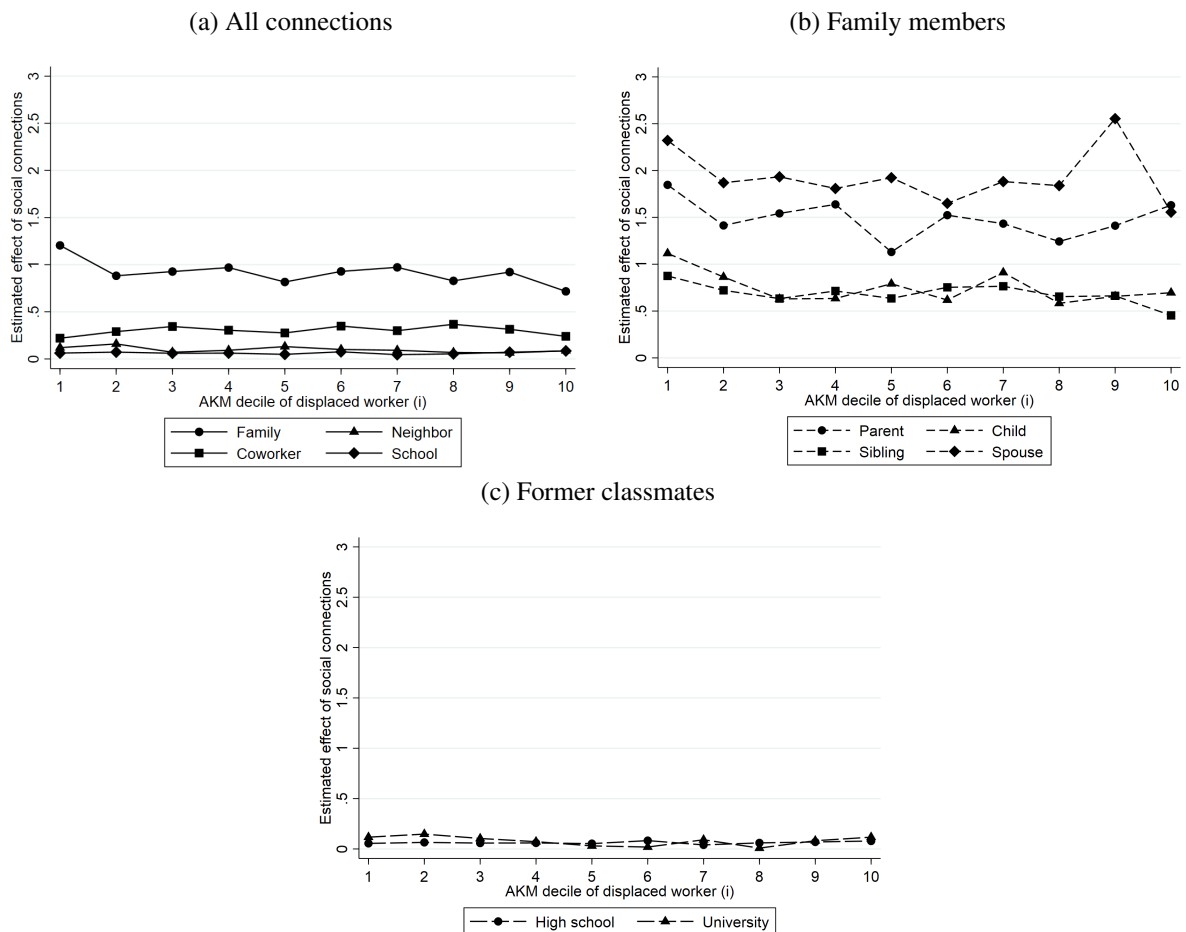 (a) All connections
Estimated effect of social connections
3
2.5
2
1.5
1
.5
0
1 2 3 4 5 6 7 8 9 10
AKM decile of displaced worker (i)
Family Neighbor
Coworker School
(b) Family members
Estimated effect of social connections
3
2.5
2
1.5
1
.5
0
1 2 3 4 5 6 7 8 9 10
AKM decile of displaced worker (i)
Parent Child
Sibling Spouse
(c) Former classmates
Estimated effect of social connections
3
2.5
2
1.5
1
.5
0
1 2 3 4 5 6 7 8 9 10
AKM decile of displaced worker (i)
High school University